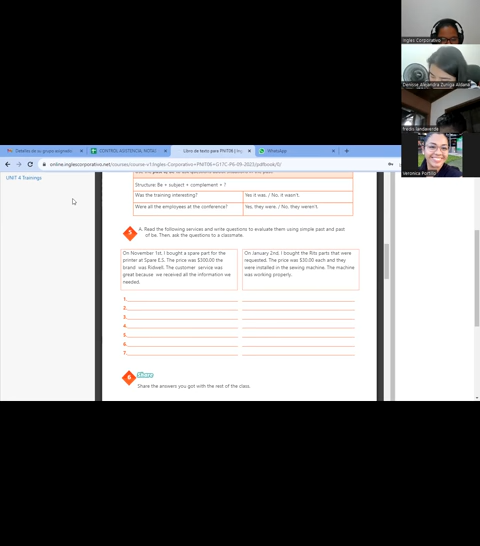 Ingles Corporativo
Denisse Alejandra Zuniga Aldana
fredis landaverde
Veronica Portillo
Detalles de su grupo asignado
CONTROL ASISTENCIAL NOTAS
Libro de texto para PNIT06 | Ing
WhatsApp
online.inglescorporativo.net/courses/course-v1:Ingles-Corporativo+PNIT06+G17C-P6-09-2023/pdfbook/0/
UNIT 4 Trainings
Structure: Be + subject + complement + ?
Was the training interesting?
Yes it was. / No, it wasn't.
Were all the employees at the conference?
Yes, they were. / No, they weren't.
5
A. Read the following services and write questions to evaluate them using simple past and past
of be. Then, ask the questions to a classmate.
On November 1st, I bought a spare part for the
printer at Spare E.S. The price was $300.00 the
brand was Ridwell. The customer service was
great because we received all the information we
needed.
On January 2nd. I bought the Rits parts that were
requested. The price was $30.00 each and they
were installed in the sewing machine. The machine
was working properly.
1.
2.
3.
4.
5.
6.
7.
6
Share
Share the answers you got with the rest of the class.